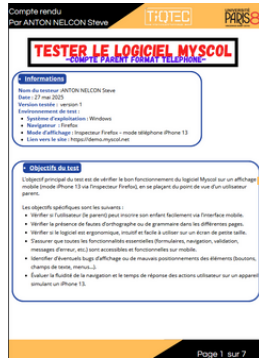 Compte rendu
Par ANTON NELCON Steve
TiQTEC
UNIVERSITÉ
PARIS8
TESTER LE LOGICIEL MYSCOL
-COMPTE PARENT FORMAT TELEPHONE-
Informations
Nom du testeur :ANTON NELCON Steve
Date : 27 mai 2025
Version testée : version 1
Environnement de test :
• Système d'exploitation : Windows
• Navigateur : Firefox
• Mode d'affichage : Inspecteur Firefox – mode téléphone iPhone 13
• Lien vers le site : https://demo.myscol.net
Objectifs du test
L'objectif principal du test est de vérifier le bon fonctionnement du logiciel Myscol sur un affichage
mobile (mode iPhone 13 via l'inspecteur Firefox), en se plaçant du point de vue d'un utilisateur
parent.
Les objectifs spécifiques sont les suivants :
• Vérifier si l'utilisateur (le parent) peut inscrire son enfant facilement via l'interface mobile.
• Vérifier la présence de fautes d'orthographe ou de grammaire dans les différentes pages.
• Vérifier si le logiciel est ergonomique, intuitif et facile à utiliser sur un écran de petite taille.
• S'assurer que toutes les fonctionnalités essentielles (formulaires, navigation, validation,
messages d'erreur, etc.) sont accessibles et fonctionnelles sur mobile.
• Identifier d'éventuels bugs d'affichage ou de mauvais positionnements des éléments (boutons,
champs de texte, menus...).
• Évaluer la fluidité de la navigation et le temps de réponse des actions utilisateur sur un appareil
simulant un iPhone 13.
Page 1 sur 7